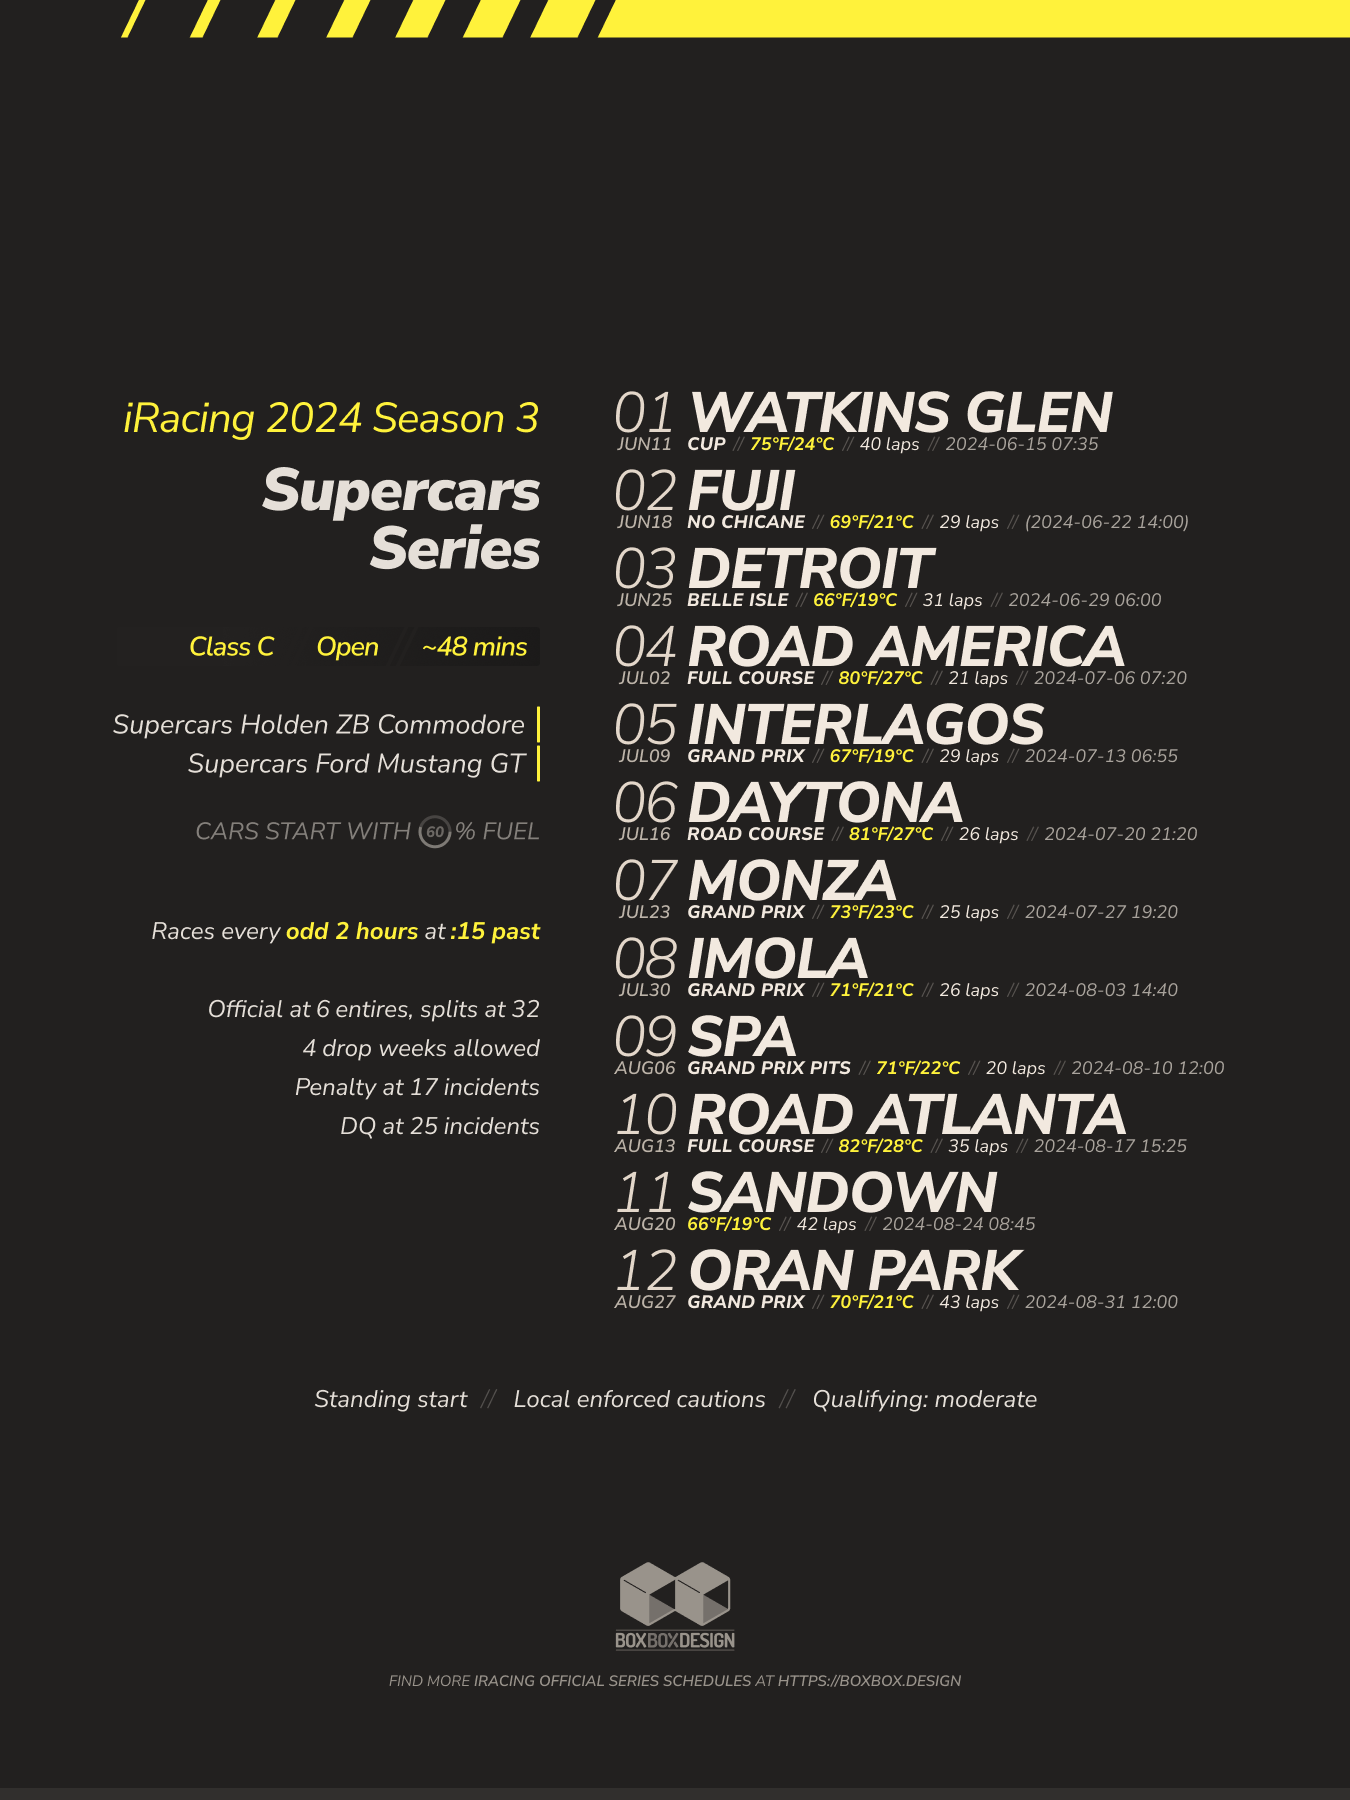 iRacing 2024 Season 3
Supercars
Series
Class C Open // ~48 mins
Supercars Holden ZB Commodore
Supercars Ford Mustang GT
CARS START WITH 60 % FUEL
Races every odd 2 hours at :15 past
Official at 6 entires, splits at 32
4 drop weeks allowed
Penalty at 17 incidents
DQ at 25 incidents
01 WATKINS GLEN
JUN11 CUP // 75°F/24°C // 40 laps // 2024-06-15 07:35
02 FUJI
JUN18 NO CHICANE // 69°F/21°C // 29 laps // (2024-06-22 14:00)
03 DETROIT
JUN25 BELLE ISLE // 66°F/19°C // 31 laps // 2024-06-29 06:00
04 ROAD AMERICA
JUL02 FULL COURSE // 80°F/27°C // 21 laps // 2024-07-06 07:20
05 INTERLAGOS
JUL09 GRAND PRIX // 67°F/19°C // 29 laps // 2024-07-13 06:55
06 DAYTONA
JUL16 ROAD COURSE // 81°F/27°C // 26 laps // 2024-07-20 21:20
07 MONZA
JUL23 GRAND PRIX // 73°F/23°C // 25 laps // 2024-07-27 19:20
08 IMOLA
JUL30 GRAND PRIX // 71°F/21°C // 26 laps // 2024-08-03 14:40
09 SPA
AUG06 GRAND PRIX PITS // 71°F/22°C // 20 laps // 2024-08-10 12:00
10 ROAD ATLANTA
AUG13 FULL COURSE // 82°F/28°C // 35 laps // 2024-08-17 15:25
11 SANDOWN
AUG20 66°F/19°C // 42 laps // 2024-08-24 08:45
12 ORAN PARK
AUG27 GRAND PRIX // 70°F/21°C // 43 laps // 2024-08-31 12:00
Standing start // Local enforced cautions // Qualifying: moderate
BOXBOXDESIGN
FIND MORE IRACING OFFICIAL SERIES SCHEDULES AT HTTPS://BOXBOX.DESIGN